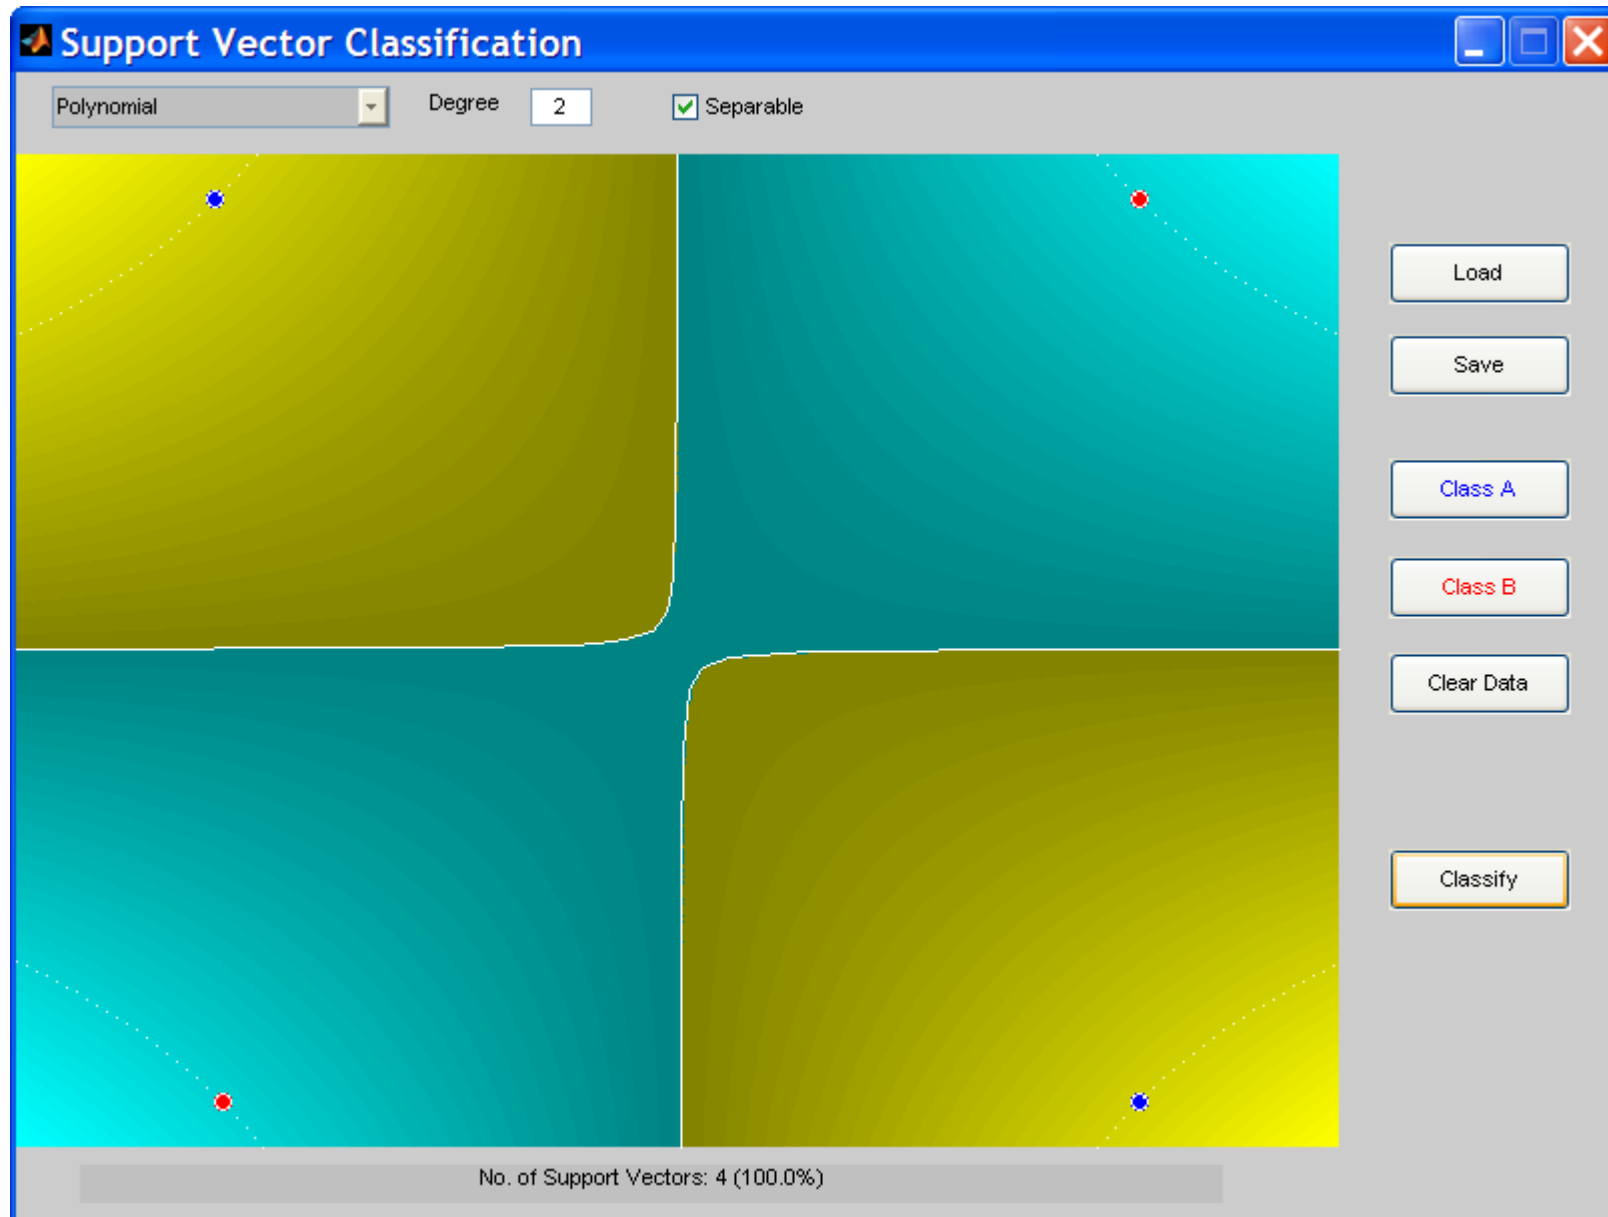 Support Vector Classification
Polynomial Degree 2 Separable
Load
Save
Class A
Class B
Clear Data
Classify
No. of Support Vectors: 4 (100.0%)